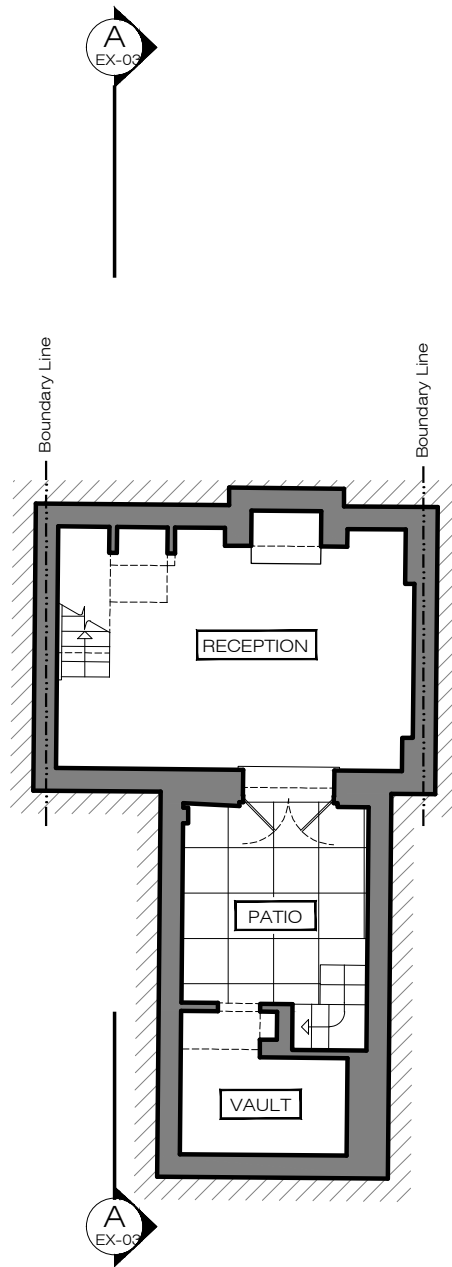 A
EX-03
Boundary Line
Boundary Line
RECEPTION
PATIO
VAULT
A
EX-03